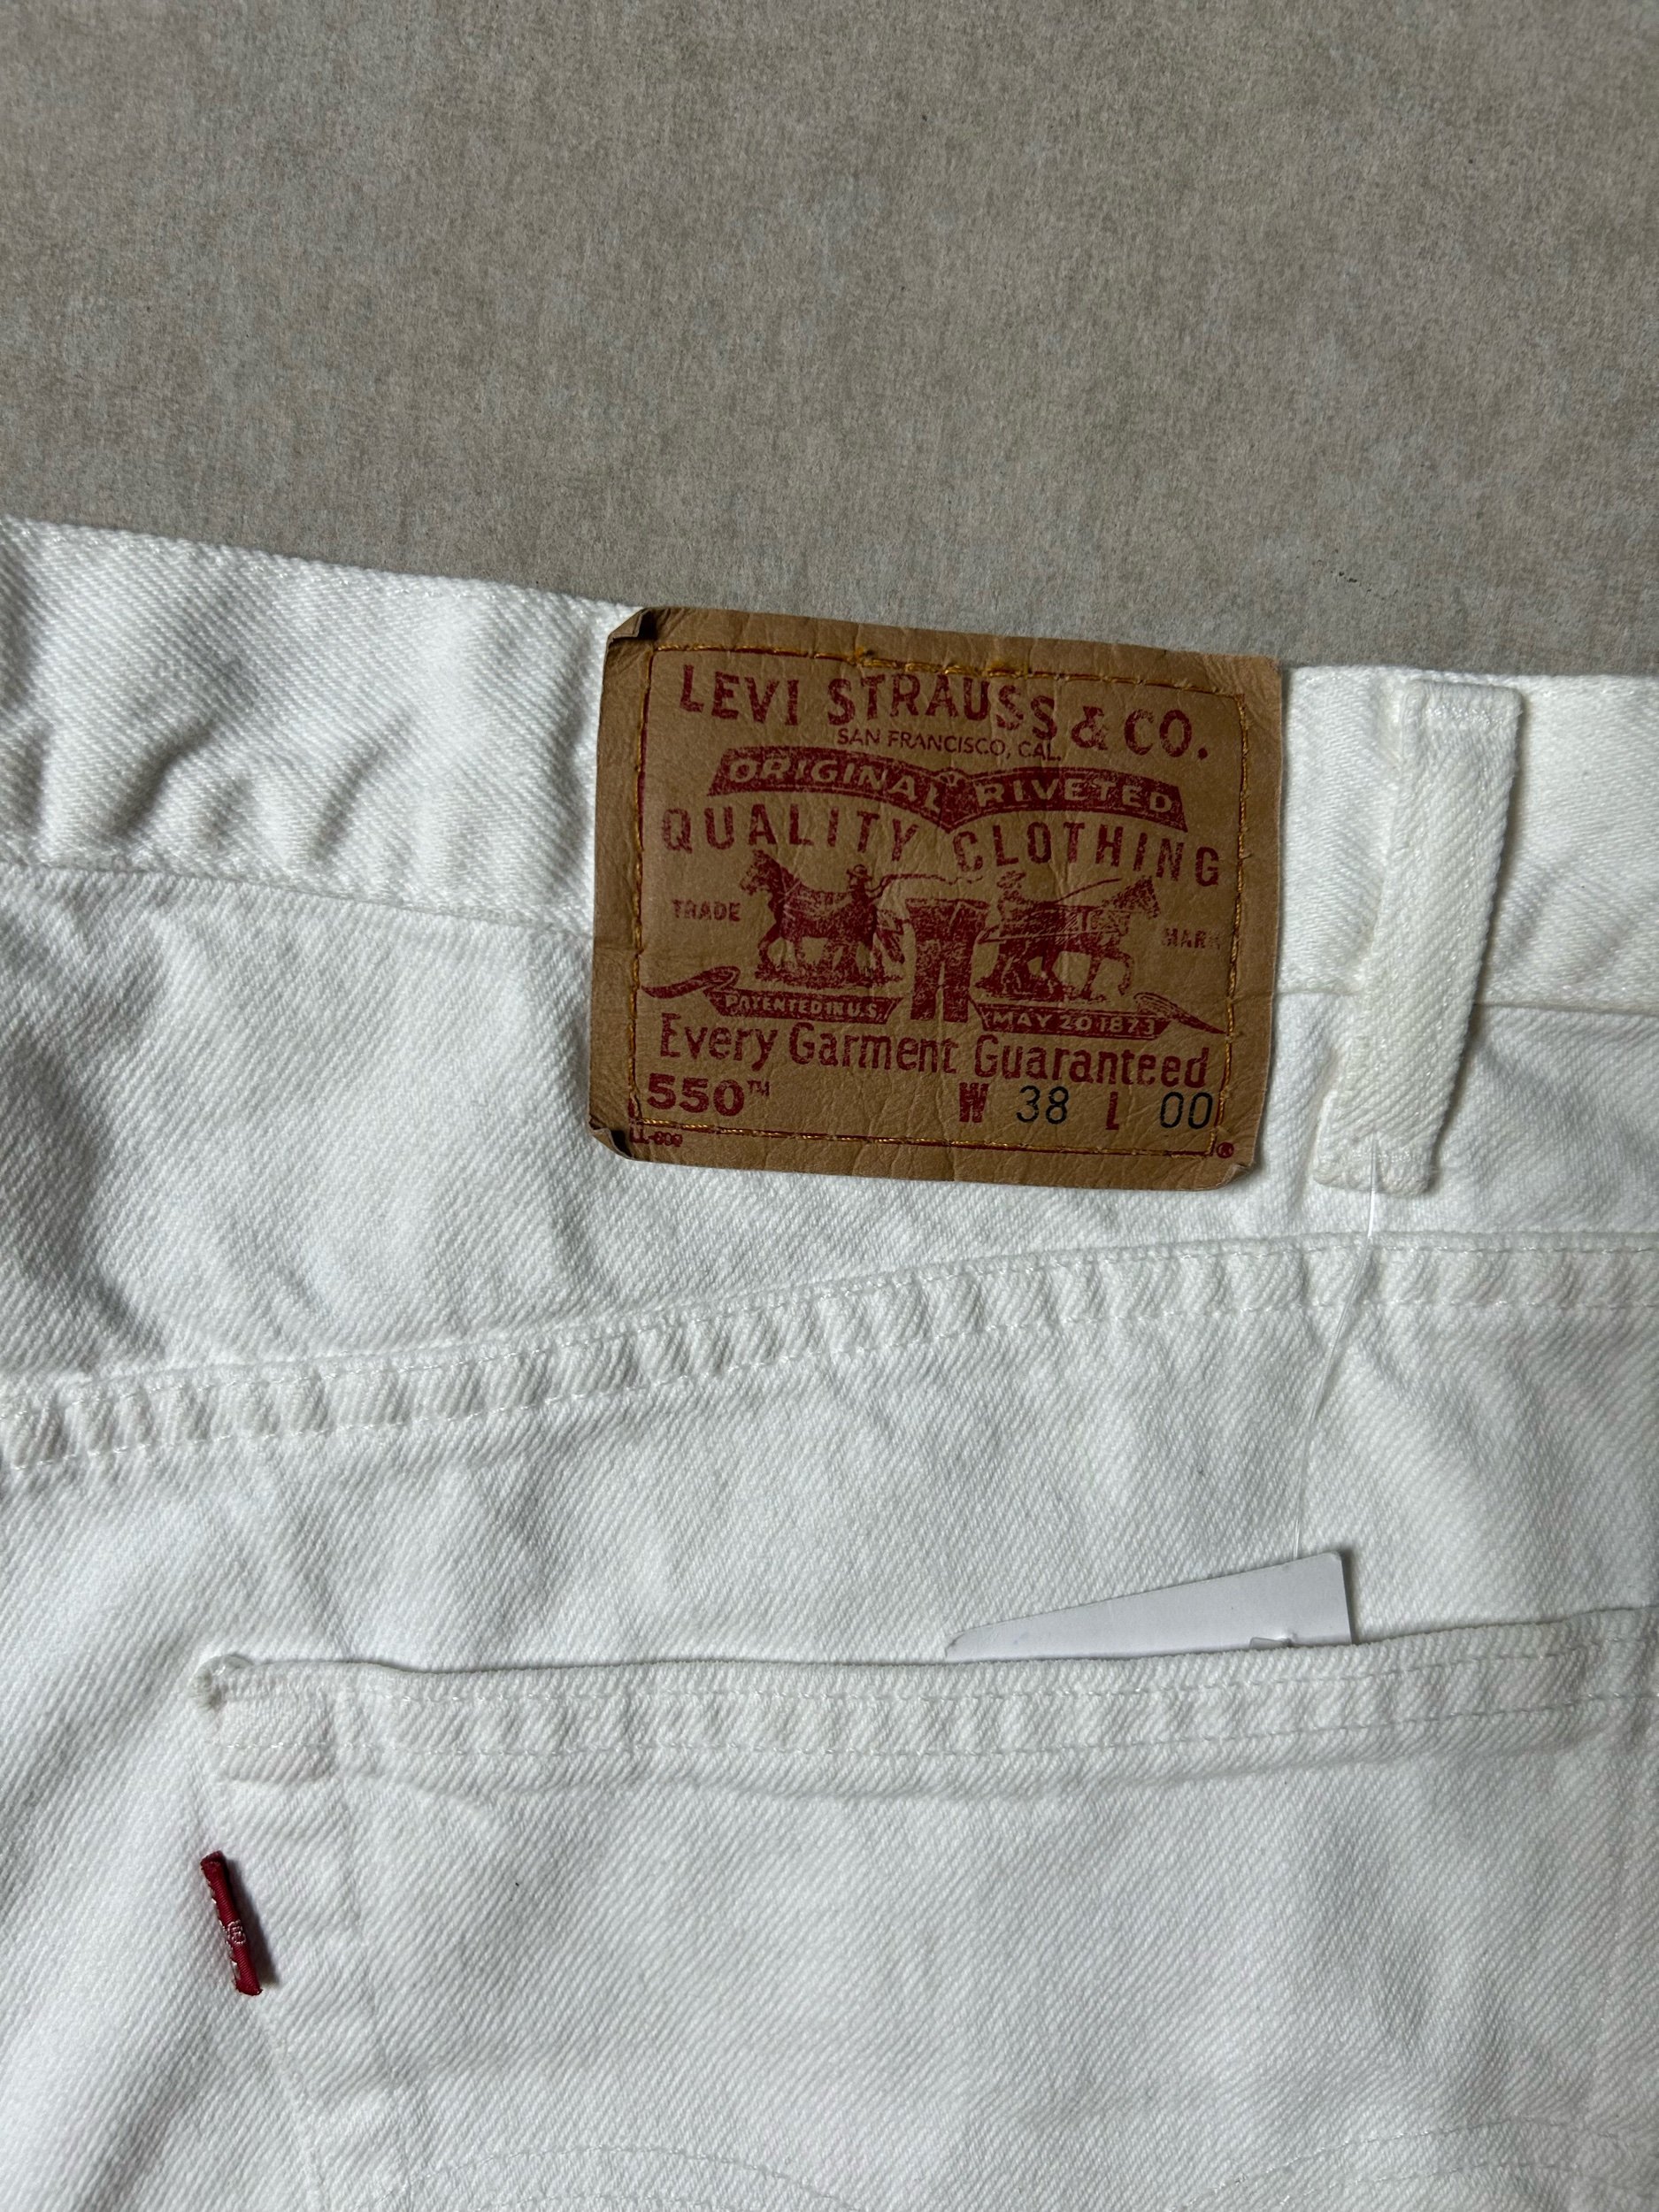 LEVI STRAUSS & CO.
SAN FRANCISCO, CAL.
ORIGINAL RIVETED
QUALITY CLOTHING
TRADE MARK
PATENTED IN U.S. MAY 20 1873
Every Garment Guaranteed
550™ W 38 L 00
®